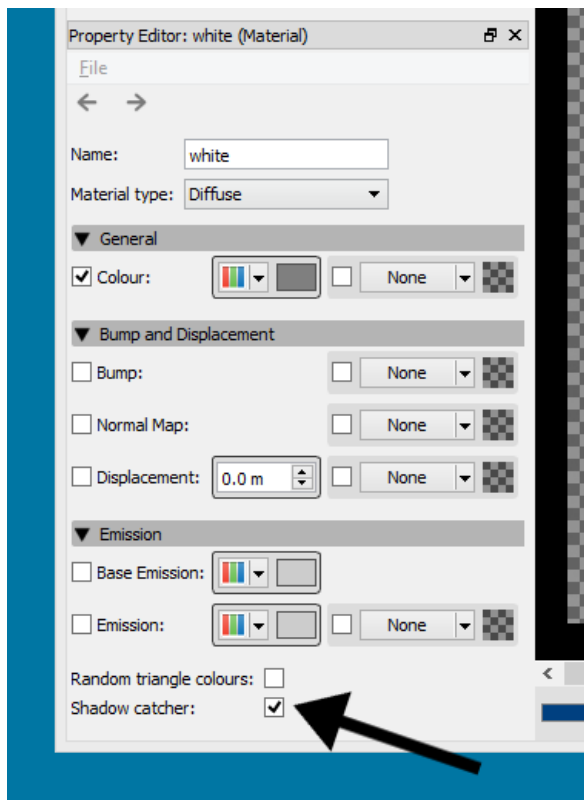 Property Editor: white (Material)
File
Name: white
Material type: Diffuse
General
Colour: None
Bump and Displacement
Bump: None
Normal Map: None
Displacement: 0.0 m None
Emission
Base Emission:
Emission: None
Random triangle colours:
Shadow catcher: